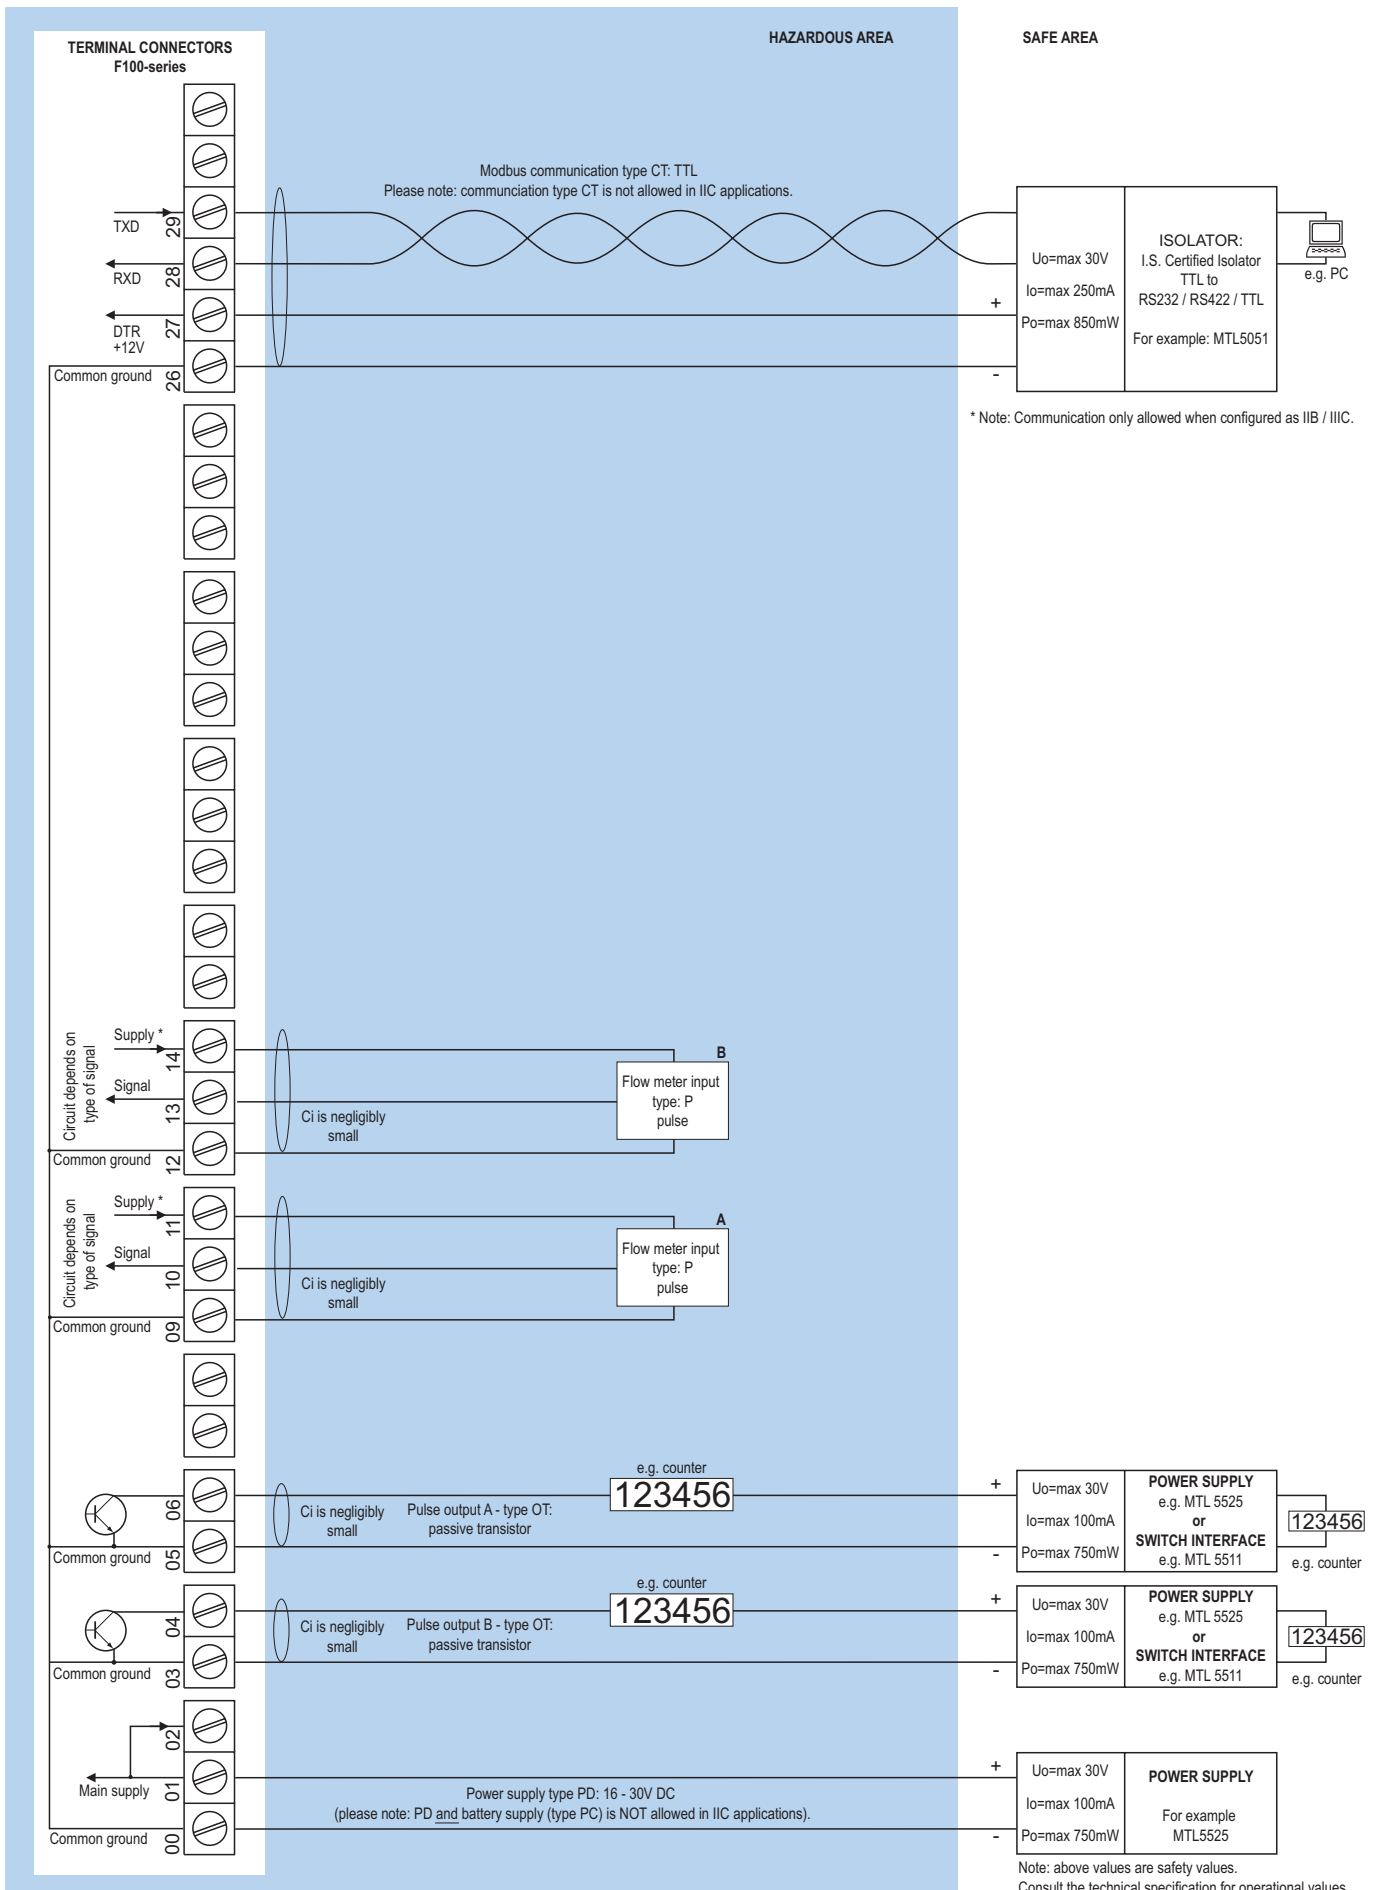 HAZARDOUS AREA
SAFE AREA
TERMINAL CONNECTORS
F100-series
Modbus communication type CT: TTL
Please note: communciation type CT is not allowed in IIC applications.
TXD
29
RXD
28
DTR
+12V
27
Common ground
26
+
-
Uo=max 30V
Io=max 250mA
Po=max 850mW
ISOLATOR:
I.S. Certified Isolator
TTL to
RS232 / RS422 / TTL
For example: MTL5051
e.g. PC
* Note: Communication only allowed when configured as IIB / IIIC.
Circuit depends on
type of signal
Supply *
14
Signal
13
Common ground
12
Ci is negligibly
small
B
Flow meter input
type: P
pulse
Circuit depends on
type of signal
Supply *
11
Signal
10
Common ground
09
Ci is negligibly
small
A
Flow meter input
type: P
pulse
06
Common ground
05
Ci is negligibly
small
Pulse output A - type OT:
passive transistor
e.g. counter
123456
+
-
Uo=max 30V
Io=max 100mA
Po=max 750mW
POWER SUPPLY
e.g. MTL 5525
or
SWITCH INTERFACE
e.g. MTL 5511
123456
e.g. counter
04
Common ground
03
Ci is negligibly
small
Pulse output B - type OT:
passive transistor
e.g. counter
123456
+
-
Uo=max 30V
Io=max 100mA
Po=max 750mW
POWER SUPPLY
e.g. MTL 5525
or
SWITCH INTERFACE
e.g. MTL 5511
123456
e.g. counter
02
Main supply
01
Common ground
00
Power supply type PD: 16 - 30V DC
(please note: PD and battery supply (type PC) is NOT allowed in IIC applications).
+
-
Uo=max 30V
Io=max 100mA
Po=max 750mW
POWER SUPPLY
For example
MTL5525
Note: above values are safety values.
Consult the technical specification for operational values.